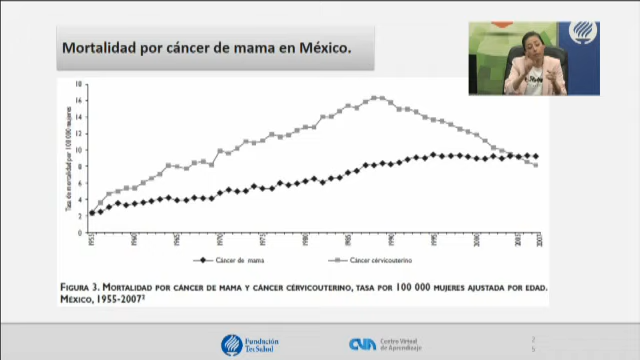 Mortalidad por cáncer de mama en México.
Tasa de mortalidad por 100 000 mujeres
18
16
14
12
10
8
6
4
2
0
1955
1960
1965
1970
1975
1980
1985
1990
1995
2000
2005
2007
Cáncer de mama
Cáncer cérvicouterino
FIGURA 3. MORTALIDAD POR CÁNCER DE MAMA Y CÁNCER CÉRVICOUTERINO, TASA POR 100 000 MUJERES AJUSTADA POR EDAD.
MÉXICO, 1955-2007
Fundación
TecSalud
Centro Virtual
de Aprendizaje